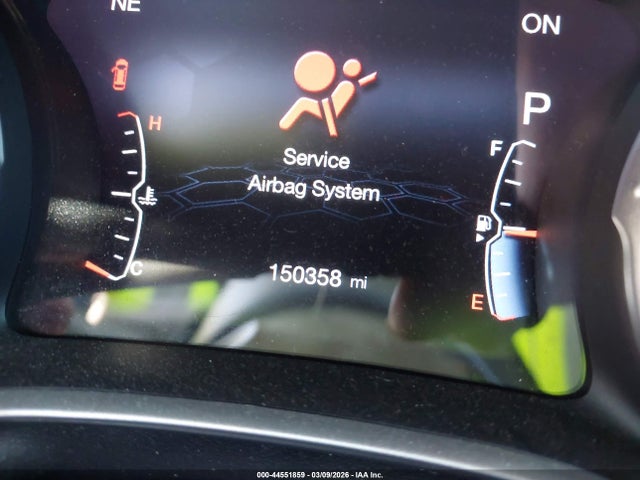 NE
ON
H
P
F
Service
Airbag System
C
150358 mi
E
000-44551859 - 03/09/2026 - IAA Inc.